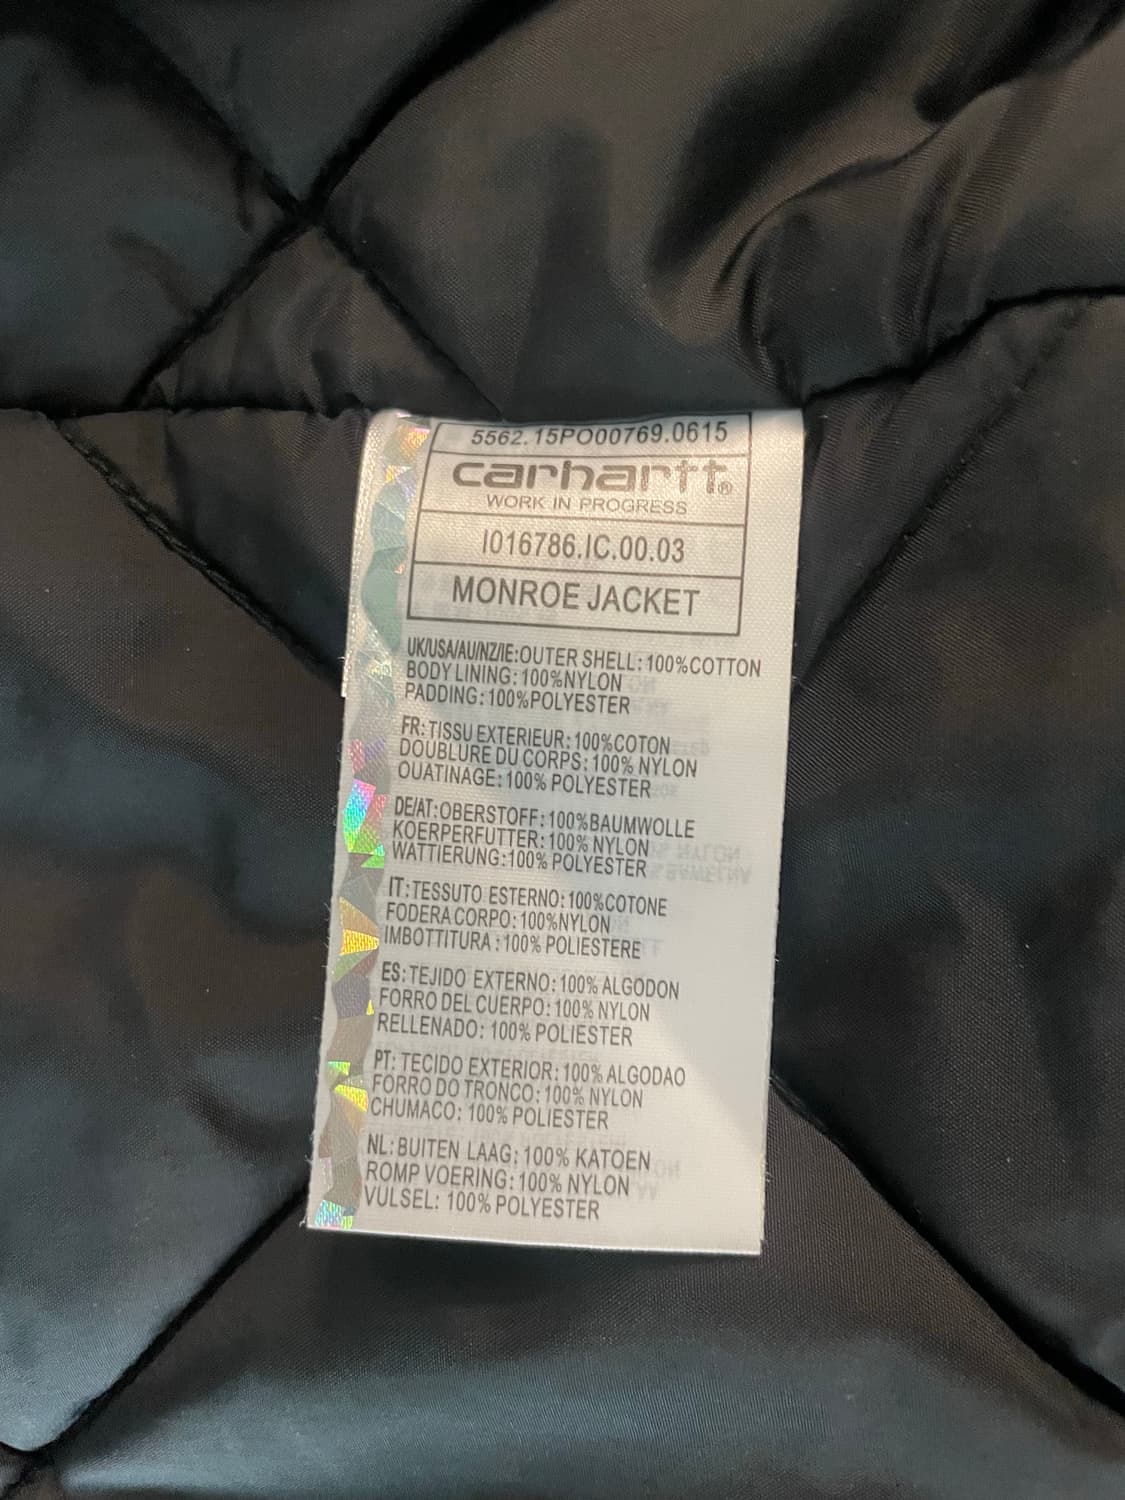 5562.15PO00769.0615
carhartt®
WORK IN PROGRESS
I016786.IC.00.03
MONROE JACKET
UK/USA/AU/NZ/IE:OUTER SHELL: 100%COTTON
BODY LINING: 100%NYLON
PADDING: 100%POLYESTER
FR: TISSU EXTERIEUR: 100%COTON
DOUBLURE DU CORPS: 100% NYLON
OUATINAGE: 100% POLYESTER
DE/AT:OBERSTOFF: 100%BAUMWOLLE
KOERPERFUTTER: 100% NYLON
WATTIERUNG:100% POLYESTER
IT:TESSUTO ESTERNO: 100%COTONE
FODERA CORPO: 100%NYLON
IMBOTTITURA : 100% POLIESTERE
ES: TEJIDO EXTERNO: 100% ALGODON
FORRO DEL CUERPO: 100% NYLON
RELLENADO: 100% POLIESTER
PT: TECIDO EXTERIOR: 100% ALGODAO
FORRO DO TRONCO: 100% NYLON
CHUMACO: 100% POLIESTER
NL: BUITEN LAAG: 100% KATOEN
ROMP VOERING: 100% NYLON
VULSEL: 100% POLYESTER